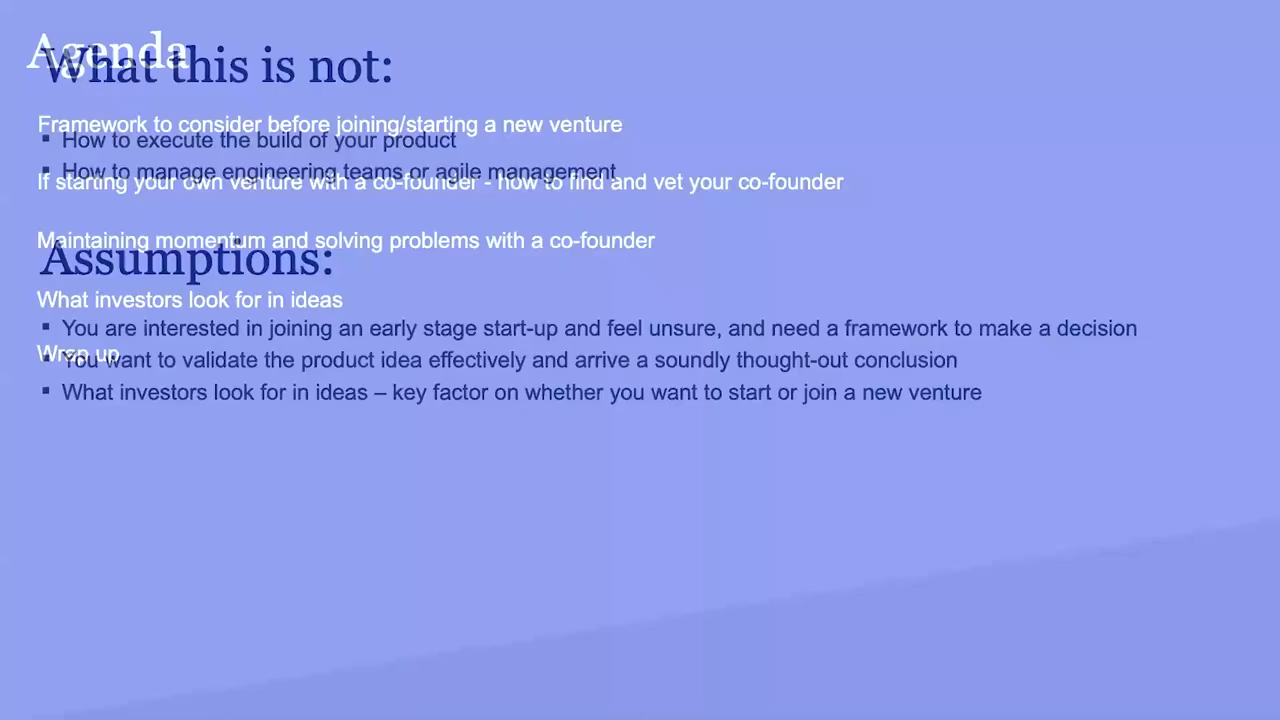 Agenda
What this is not:
Framework to consider before joining/starting a new venture
▪ How to execute the build of your product
▪ How to manage engineering teams or agile management
If starting your own venture with a co-founder - how to find and vet your co-founder
Maintaining momentum and solving problems with a co-founder
Assumptions:
What investors look for in ideas
▪ You are interested in joining an early stage start-up and feel unsure, and need a framework to make a decision
Wrap up
▪ You want to validate the product idea effectively and arrive a soundly thought-out conclusion
▪ What investors look for in ideas – key factor on whether you want to start or join a new venture